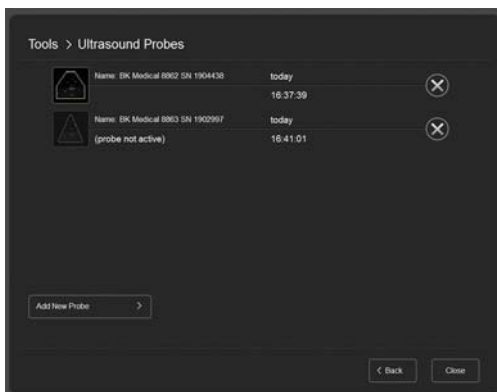 Tools > Ultrasound Probes
Name: BK Medical 8862 SN 1904438
today
16:37:39
Name: BK Medical 8863 SN 1902997
today
(probe not active)
16:41:01
Add New Probe >
< Back
Close